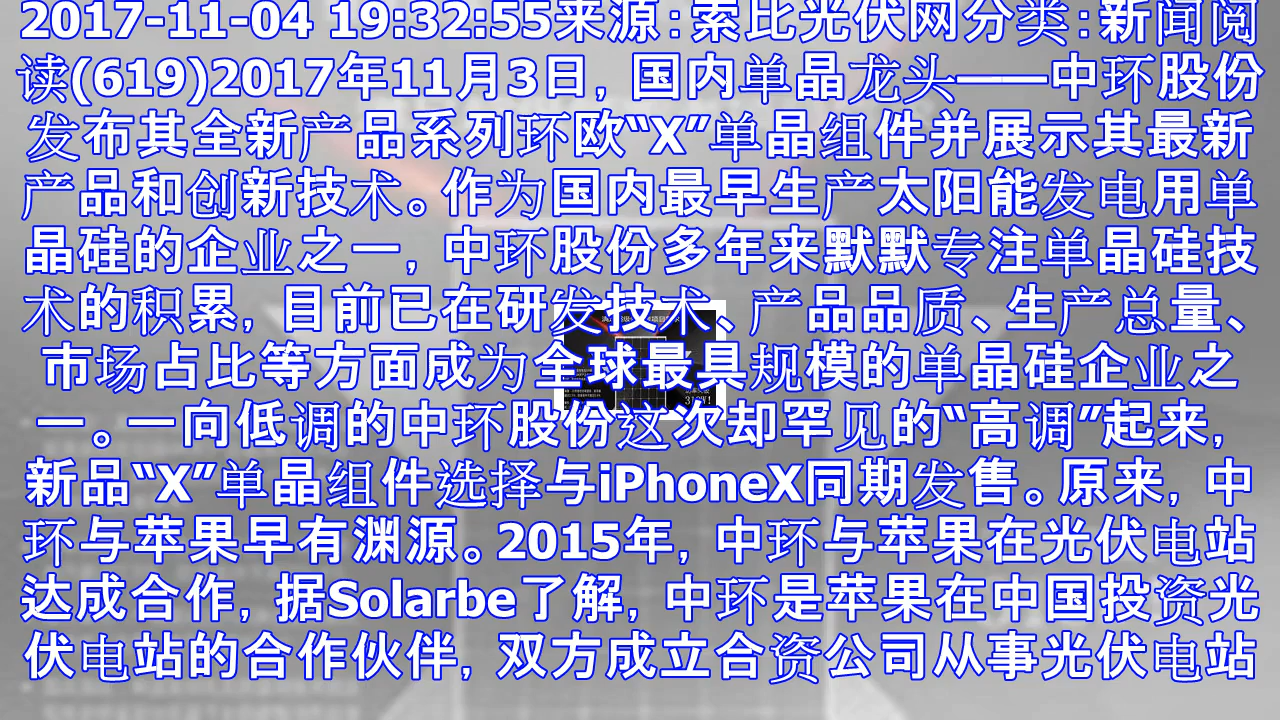 2017-11-04 19:32:55来源：索比光伏网分类：新闻阅
读(619)2017年11月3日，国内单晶龙头——中环股份
发布其全新产品系列环欧“X”单晶组件并展示其最新
产品和创新技术。作为国内最早生产太阳能发电用单
晶硅的企业之一，中环股份多年来默默专注单晶硅技
术的积累，目前已在研发技术、产品品质、生产总量、
市场占比等方面成为全球最具规模的单晶硅企业之
一。一向低调的中环股份这次却罕见的“高调”起来，
新品“X”单晶组件选择与iPhoneX同期发售。原来，中
环与苹果早有渊源。2015年，中环与苹果在光伏电站
达成合作，据Solarbe了解，中环是苹果在中国投资光
伏电站的合作伙伴，双方成立合资公司从事光伏电站